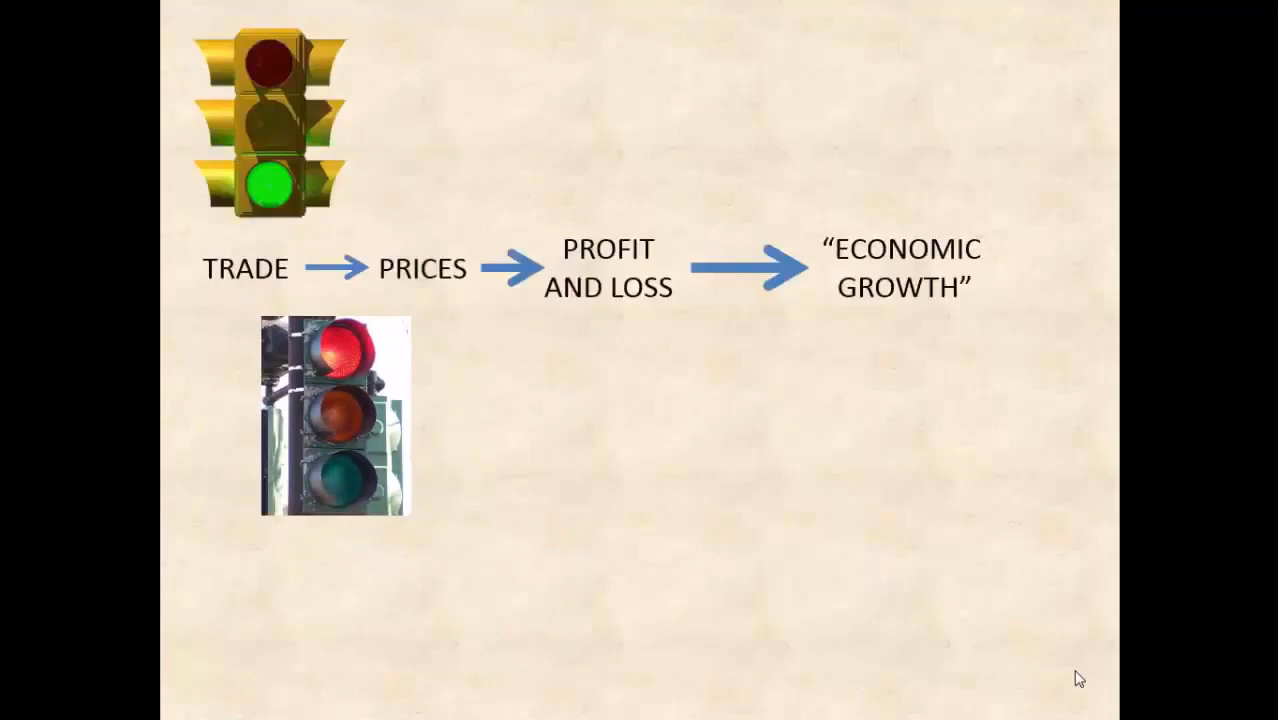 TRADE
PRICES
PROFIT
AND LOSS
“ECONOMIC
GROWTH”